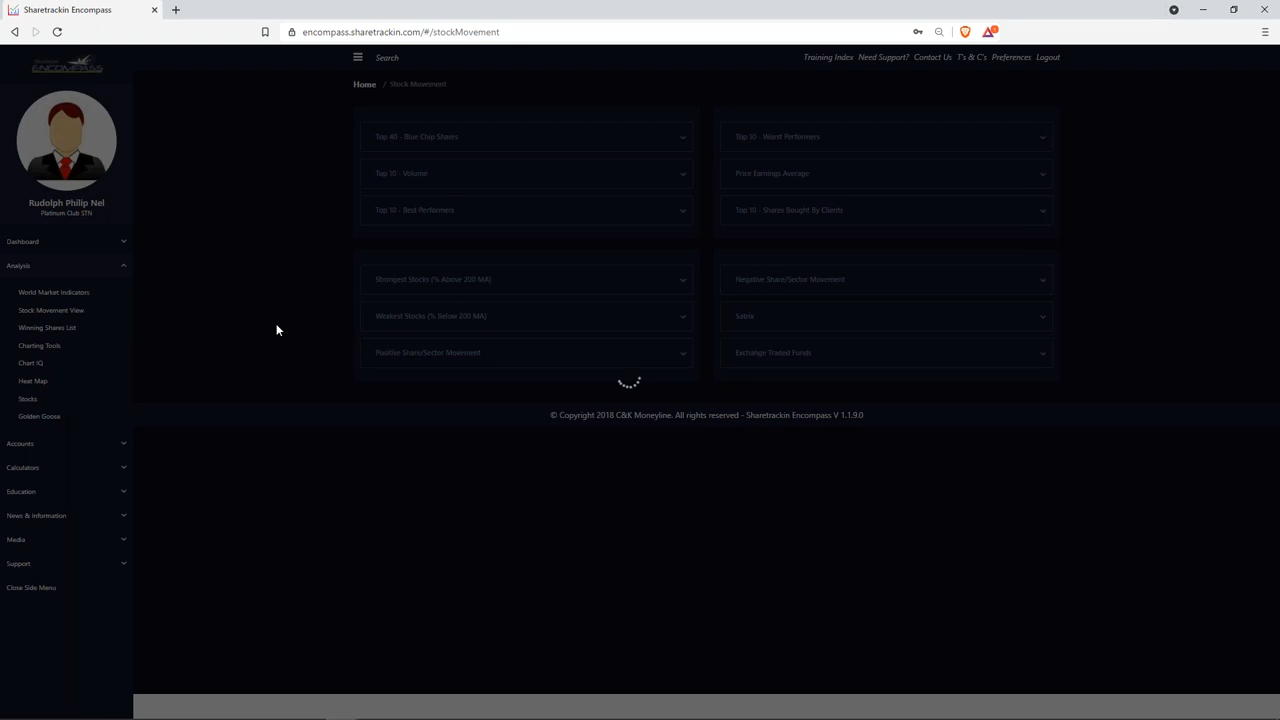 Sharetrackin Encompass
encompass.sharetrackin.com/#/stockMovement
ENCOMPASS
Search
Training Index Need Support? Contact Us T's & C's Preferences Logout
Home / Stock Movement
Rudolph Philip Nel
Platinum Club STN
Dashboard
Analysis
World Market Indicators
Stock Movement View
Winning Shares List
Charting Tools
Chart IQ
Heat Map
Stocks
Golden Goose
Accounts
Calculators
Education
News & Information
Media
Support
Close Side Menu
Top 40 - Blue Chip Shares
Top 10 - Volume
Top 10 - Best Performers
Top 10 - Worst Performers
Price Earnings Average
Top 10 - Shares Bought By Clients
Strongest Stocks (% Above 200 MA)
Weakest Stocks (% Below 200 MA)
Positive Share/Sector Movement
Negative Share/Sector Movement
Satrix
Exchange Traded Funds
© Copyright 2018 C&K Moneyline. All rights reserved - Sharetrackin Encompass V 1.1.9.0